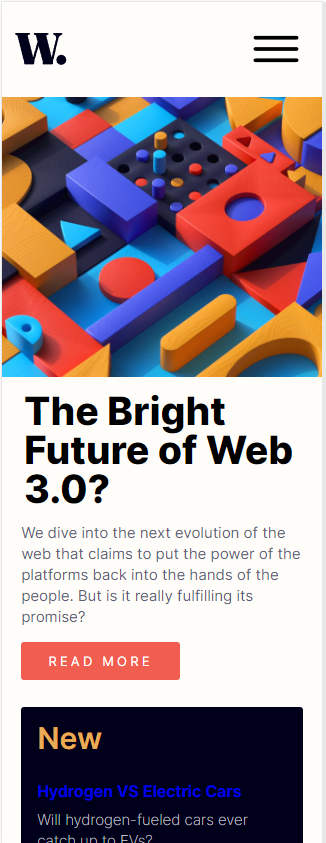 W.
The Bright
Future of Web
3.0?
We dive into the next evolution of the
web that claims to put the power of the
platforms back into the hands of the
people. But is it really fulfilling its
promise?
READ MORE
New
Hydrogen VS Electric Cars
Will hydrogen-fueled cars ever
catch up to EVs?